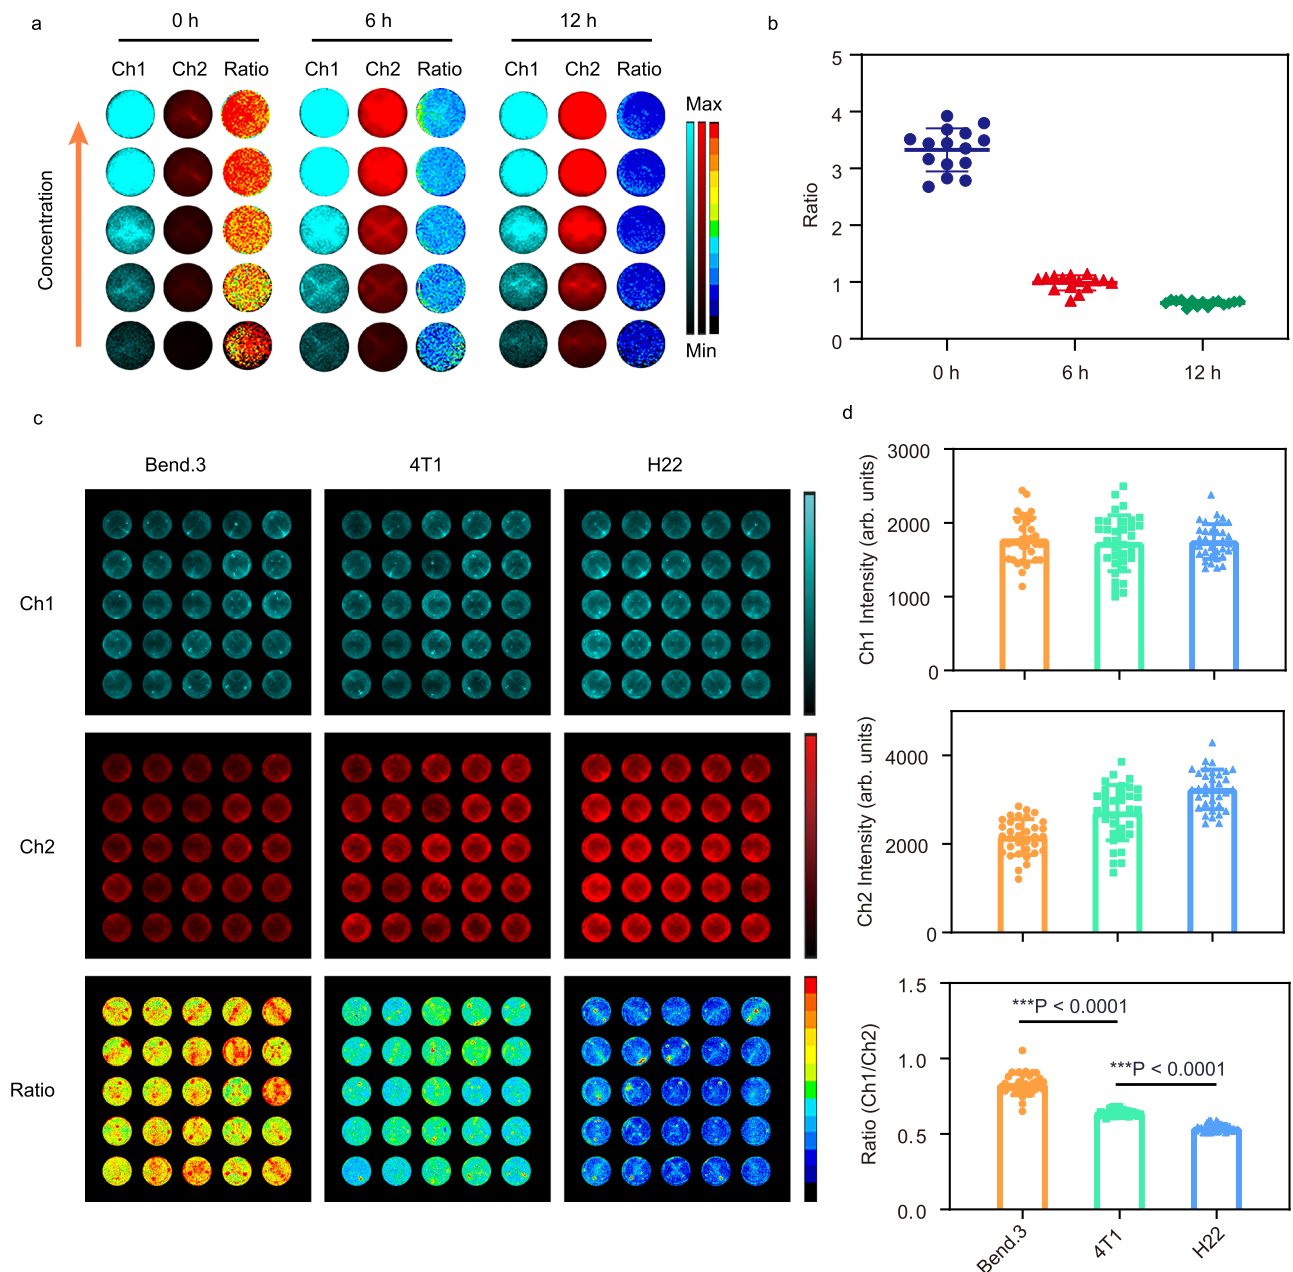 a
0 h 6 h 12 h
Ch1 Ch2 Ratio Ch1 Ch2 Ratio Ch1 Ch2 Ratio
Max
Min
Concentration
b
5
4
3
2
1
0
Ratio
0 h 6 h 12 h
c
Bend.3 4T1 H22
Ch1
Ch2
Ratio
d
3000
2000
1000
0
Ch1 Intensity (arb. units)
4000
2000
0
Ch2 Intensity (arb. units)
1.5
1.0
0.5
0.0
Ratio (Ch1/Ch2)
***P < 0.0001
***P < 0.0001
Bend.3 4T1 H22